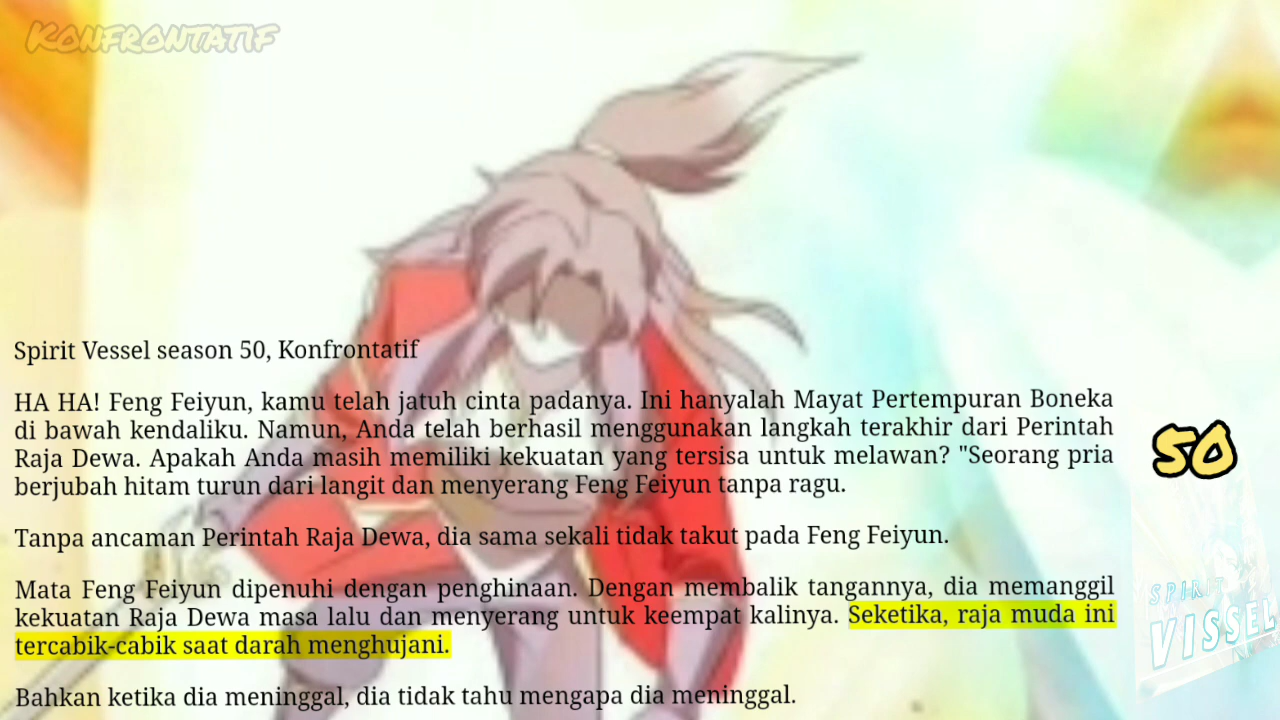 Konfrontatif
Spirit Vessel season 50, Konfrontatif
HA HA! Feng Feiyun, kamu telah jatuh cinta padanya. Ini hanyalah Mayat Pertempuran Boneka
di bawah kendaliku. Namun, Anda telah berhasil menggunakan langkah terakhir dari Perintah
Raja Dewa. Apakah Anda masih memiliki kekuatan yang tersisa untuk melawan? "Seorang pria
berjubah hitam turun dari langit dan menyerang Feng Feiyun tanpa ragu.
Tanpa ancaman Perintah Raja Dewa, dia sama sekali tidak takut pada Feng Feiyun.
Mata Feng Feiyun dipenuhi dengan penghinaan. Dengan membalik tangannya, dia memanggil
kekuatan Raja Dewa masa lalu dan menyerang untuk keempat kalinya. Seketika, raja muda ini
tercabik-cabik saat darah menghujani.
Bahkan ketika dia meninggal, dia tidak tahu mengapa dia meninggal.
50
SPIRIT
VISSEL